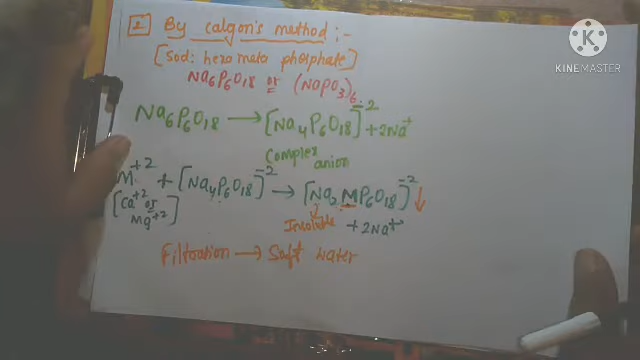 2 By calgon's method :-
[Sod: hexa meta phosphate]
Na6P6O18 or (NaPO3)6.
Na6P6O18 → [Na4P6O18]-2 + 2Na+
Complex anion
M+2 + [Na4P6O18]-2 → [Na2MP6O18]-2 ↓
[Ca+2 or Mg+2]
Insoluble + 2Na+
Filtration → Soft water
K
KINEMASTER